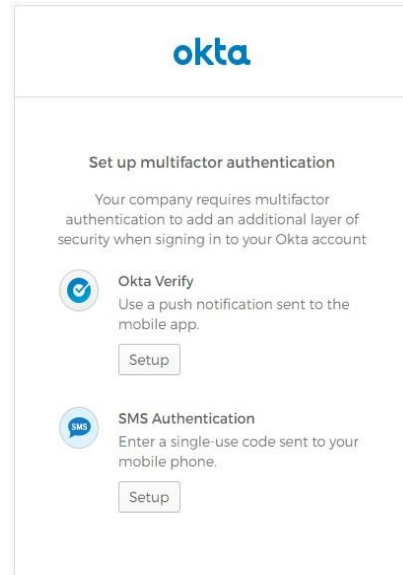 okta
Set up multifactor authentication
Your company requires multifactor
authentication to add an additional layer of
security when signing in to your Okta account
Okta Verify
Use a push notification sent to the
mobile app.
Setup
SMS
SMS Authentication
Enter a single-use code sent to your
mobile phone.
Setup